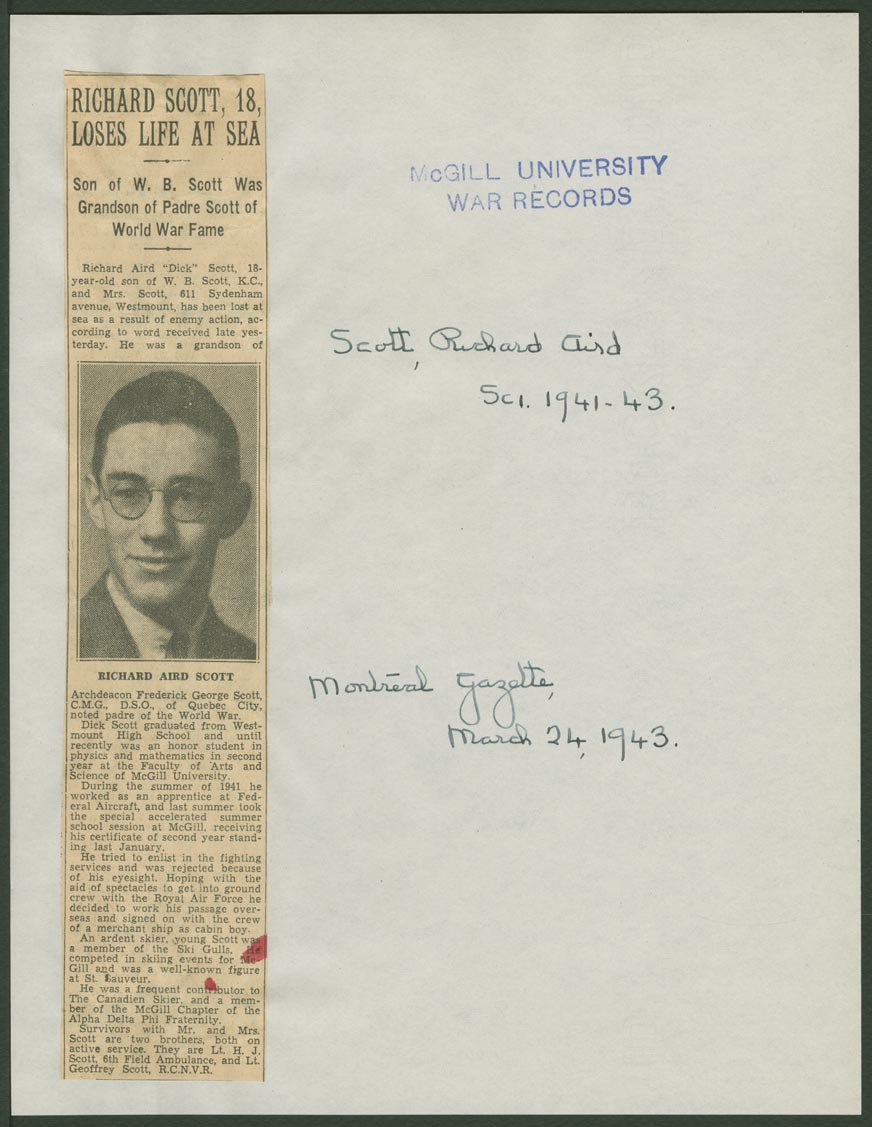 RICHARD SCOTT, 18,
LOSES LIFE AT SEA
Son of W. B. Scott Was
Grandson of Padre Scott of
World War Fame
Richard Aird "Dick" Scott, 18-
year-old son of W. B. Scott, K.C.,
and Mrs. Scott, 611 Sydenham
avenue, Westmount, has been lost at
sea as a result of enemy action, ac-
cording to word received late yes-
terday. He was a grandson of
RICHARD AIRD SCOTT
Archdeacon Frederick George Scott,
C.M.G., D.S.O., of Quebec City,
noted padre of the World War.
Dick Scott graduated from West-
mount High School and until
recently was an honor student in
physics and mathematics in second
year at the Faculty of Arts and
Science of McGill University.
During the summer of 1941 he
worked as an apprentice at Fed-
eral Aircraft, and last summer took
the special accelerated summer
school session at McGill, receiving
his certificate of second year stand-
ing last January.
He tried to enlist in the fighting
services and was rejected because
of his eyesight. Hoping with the
aid of spectacles to get into ground
crew with the Royal Air Force he
decided to work his passage over-
seas and signed on with the crew
of a merchant ship as cabin boy.
An ardent skier, young Scott was
a member of the Ski Gulls. He
competed in skiing events for Mc-
Gill and was a well-known figure
at St. Sauveur.
He was a frequent contributor to
The Canadien Skier, and a mem-
ber of the McGill Chapter of the
Alpha Delta Phi Fraternity.
Survivors with Mr. and Mrs.
Scott are two brothers, both on
active service. They are Lt. H. J.
Scott, 6th Field Ambulance, and Lt.
Geoffrey Scott, R.C.N.V.R.
McGILL UNIVERSITY
WAR RECORDS
Scott, Richard Aird
Sci. 1941-43.
Montreal Gazette,
March 24, 1943.